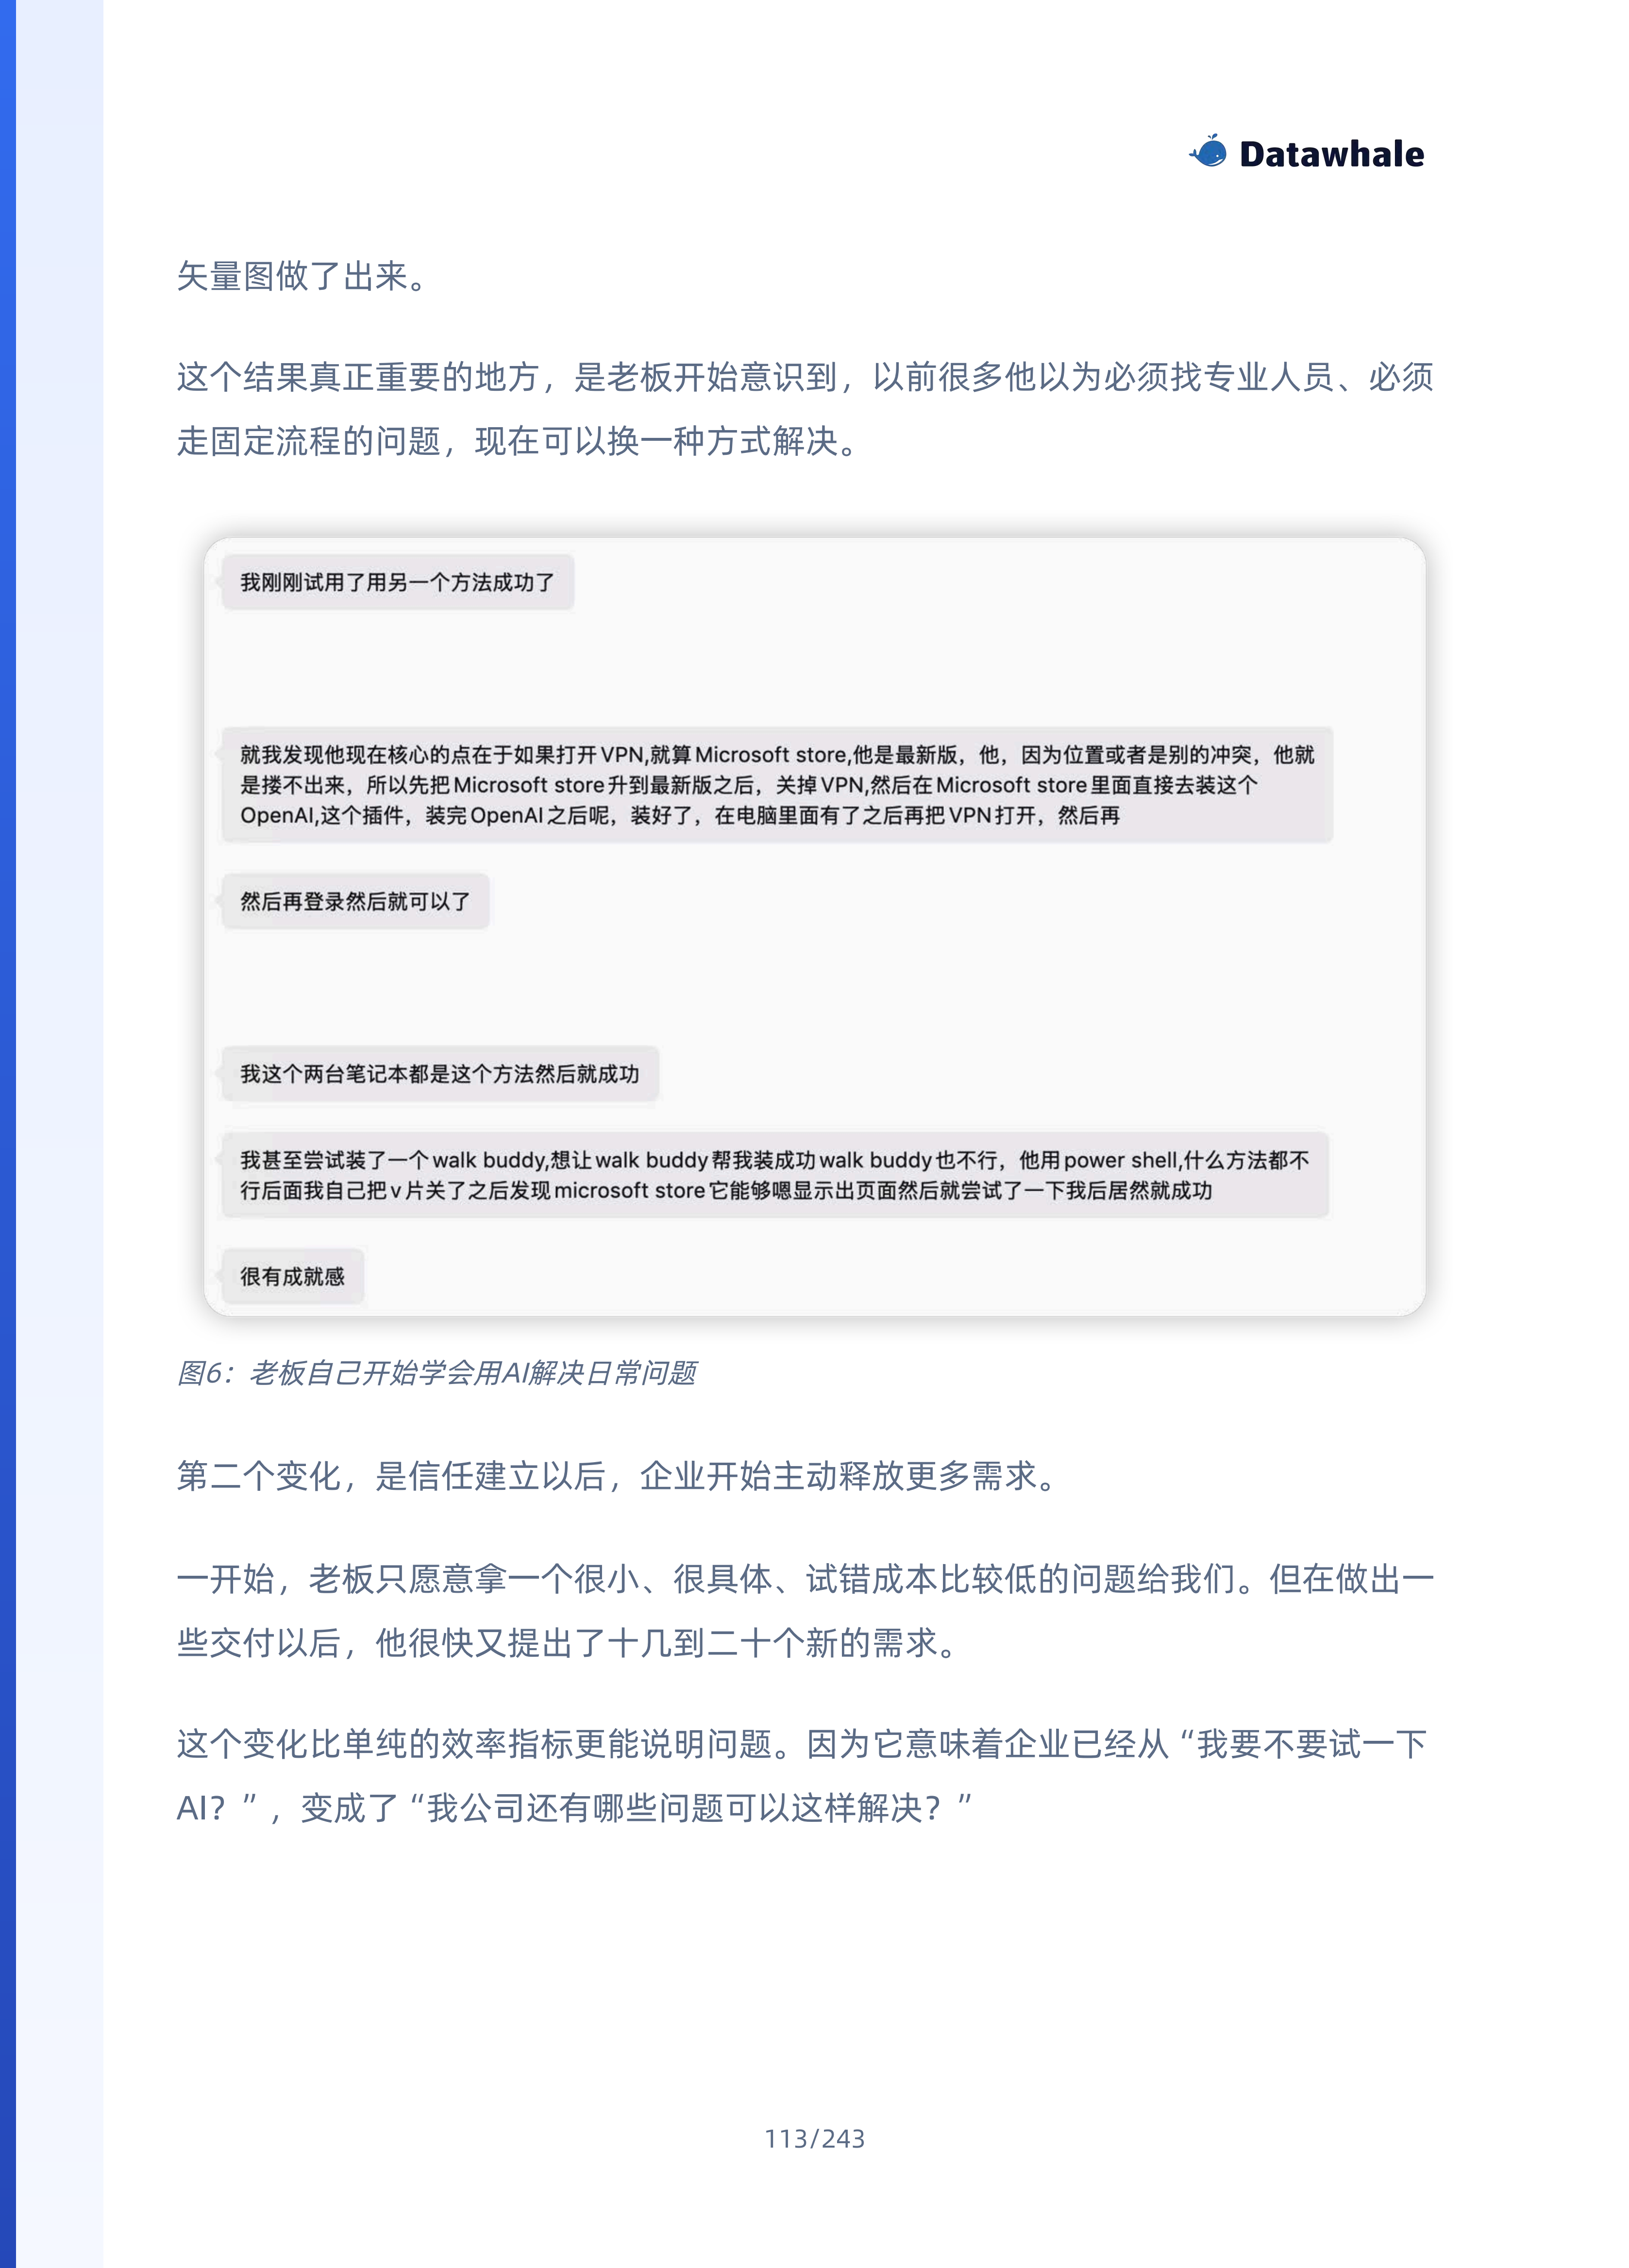 Datawhale
矢量图做了出来。
这个结果真正重要的地方，是老板开始意识到，以前很多他以为必须找专业人员、必须
走固定流程的问题，现在可以换一种方式解决。
我刚刚试用了用另一个方法成功了
就我发现他现在核心的点在于如果打开VPN,就算Microsoft store,他是最新版，他，因为位置或者是别的冲突，他就
是搂不出来，所以先把Microsoft store升到最新版之后，关掉VPN,然后在Microsoft store里面直接去装这个
OpenAI,这个插件，装完OpenAI之后呢，装好了，在电脑里面有了之后再把VPN打开，然后再
然后再登录然后就可以了
我这个两台笔记本都是这个方法然后就成功
我甚至尝试装了一个walk buddy,想让walk buddy帮我装成功walk buddy也不行，他用power shell,什么方法都不
行后面我自己把v片关了之后发现microsoft store它能够嗯显示出页面然后就尝试了一下我后居然就成功
很有成就感
图6：老板自己开始学会用AI解决日常问题
第二个变化，是信任建立以后，企业开始主动释放更多需求。
一开始，老板只愿意拿一个很小、很具体、试错成本比较低的问题给我们。但在做出一
些交付以后，他很快又提出了十几到二十个新的需求。
这个变化比单纯的效率指标更能说明问题。因为它意味着企业已经从“我要不要试一下
AI？”，变成了“我公司还有哪些问题可以这样解决？”
113/243